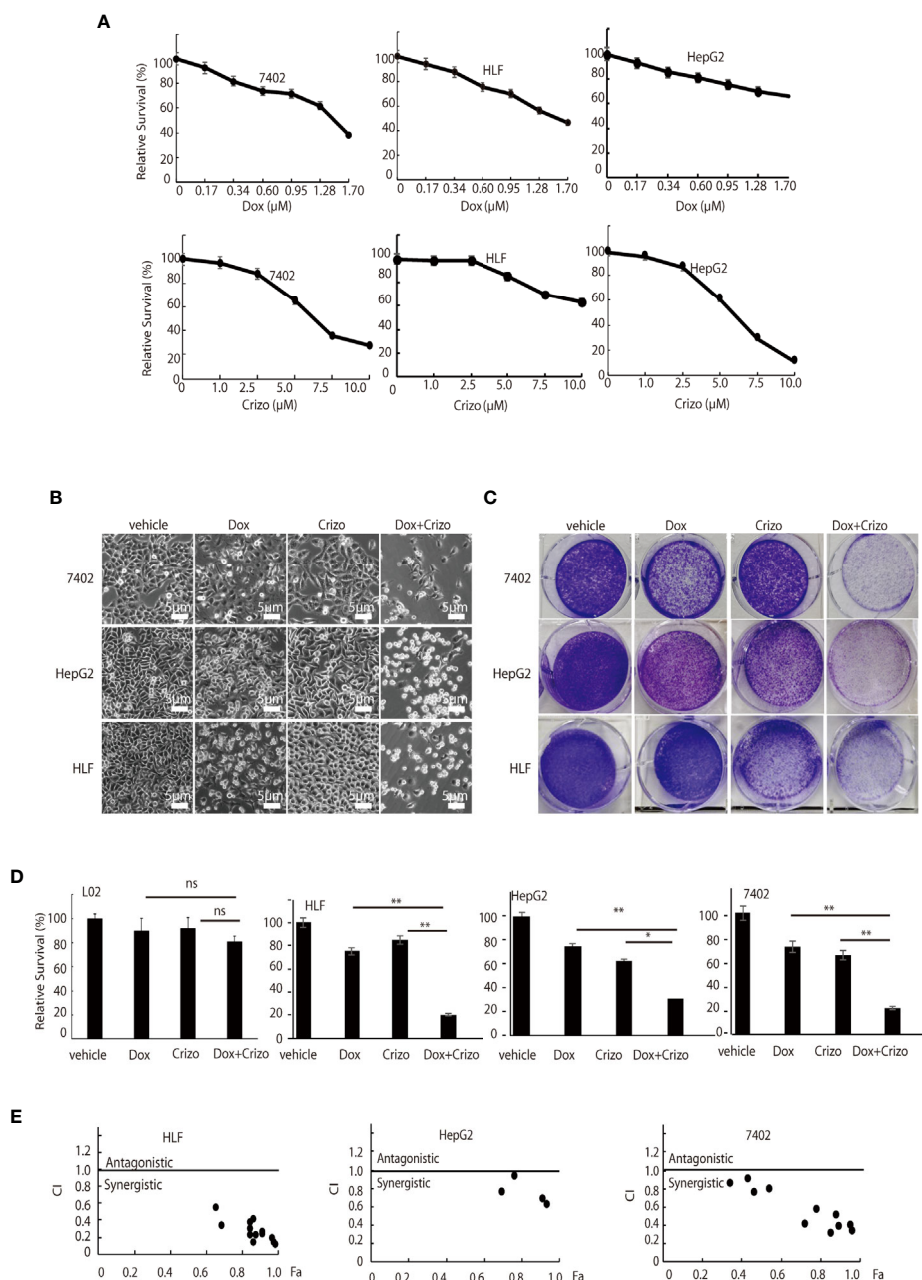 A
Relative Survival (%)
100
80
60
40
20
0
7402
0 0.17 0.34 0.60 0.95 1.28 1.70
Dox (μM)
100
80
60
40
20
0
HLF
0 0.17 0.34 0.60 0.95 1.28 1.70
Dox (μM)
100
80
60
40
20
0
HepG2
0 0.17 0.34 0.60 0.95 1.28 1.70
Dox (μM)
Relative Survival (%)
100
80
60
40
20
0
7402
0 1.0 2.5 5.0 7.5 10.0
Crizo (μM)
100
80
60
40
20
0
HLF
0 1.0 2.5 5.0 7.5 10.0
Crizo (μM)
100
80
60
40
20
0
HepG2
0 1.0 2.5 5.0 7.5 10.0
Crizo (μM)
B
vehicle Dox Crizo Dox+Crizo
7402
5μm 5μm 5μm 5μm
HepG2
5μm 5μm 5μm 5μm
HLF
5μm 5μm 5μm 5μm
C
vehicle Dox Crizo Dox+Crizo
7402
HepG2
HLF
D
Relative Survival (%)
L02
ns
ns
100
80
60
40
20
0
vehicle Dox Crizo Dox+Crizo
HLF
**
**
100
80
60
40
20
0
vehicle Dox Crizo Dox+Crizo
HepG2
**
*
100
80
60
40
20
0
vehicle Dox Crizo Dox+Crizo
7402
**
**
100
80
60
40
20
0
vehicle Dox Crizo Dox+Crizo
E
HLF
CI
1.2
1.0
0.6
0.4
0.2
0
Antagonistic
Synergistic
0 0.2 0.4 0.6 0.8 1.0 Fa
HepG2
1.2
1.0
0.8
0.6
0.4
0.2
0
Antagonistic
Synergistic
0 0.2 0.4 0.6 0.8 1.0 Fa
7402
1.2
1.0
0.8
0.6
0.4
0.2
0
Antagonistic
Synergistic
0 0.2 0.4 0.6 0.8 1.0 Fa